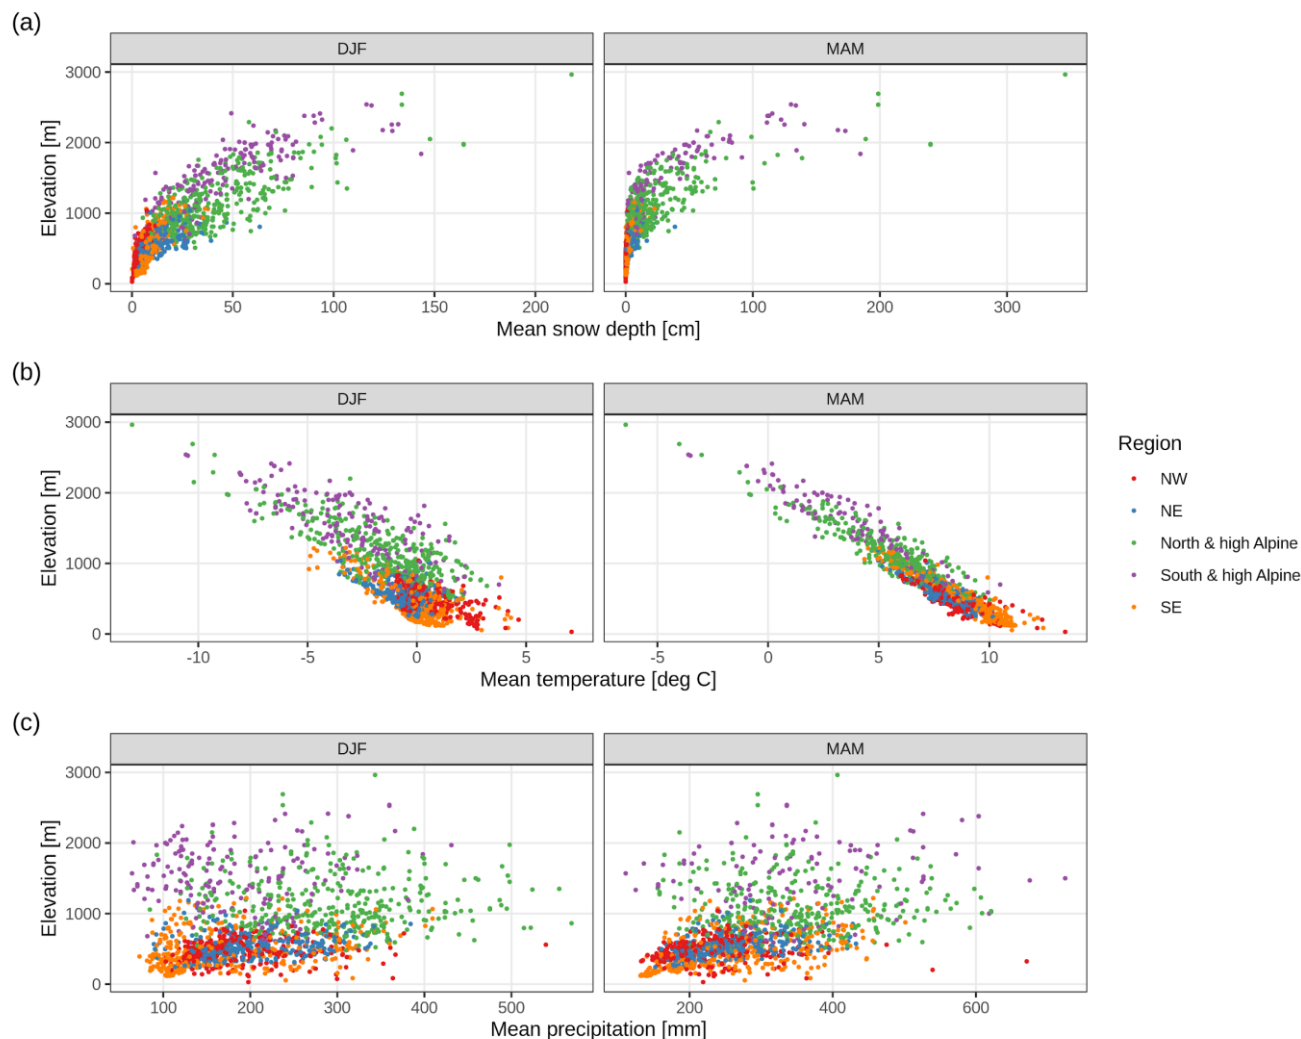 (a)
DJF
MAM
Elevation [m]
3000
2000
1000
0
0 50 100 150 200
0 100 200 300
Mean snow depth [cm]
(b)
DJF
MAM
Elevation [m]
3000
2000
1000
0
-10 -5 0 5
-5 0 5 10
Mean temperature [deg C]
Region
NW
NE
North & high Alpine
South & high Alpine
SE
(c)
DJF
MAM
Elevation [m]
3000
2000
1000
0
100 200 300 400 500
200 400 600
Mean precipitation [mm]